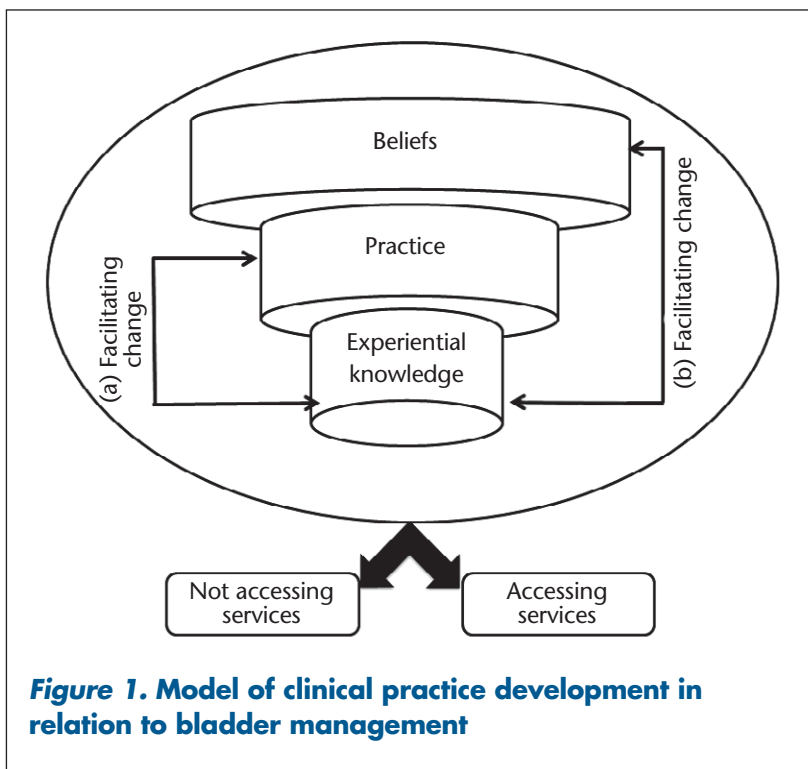 Beliefs
Practice
Experiential
knowledge
(a) Facilitating
change
(b) Facilitating change
Not accessing
services
Accessing
services
Figure 1. Model of clinical practice development in
relation to bladder management